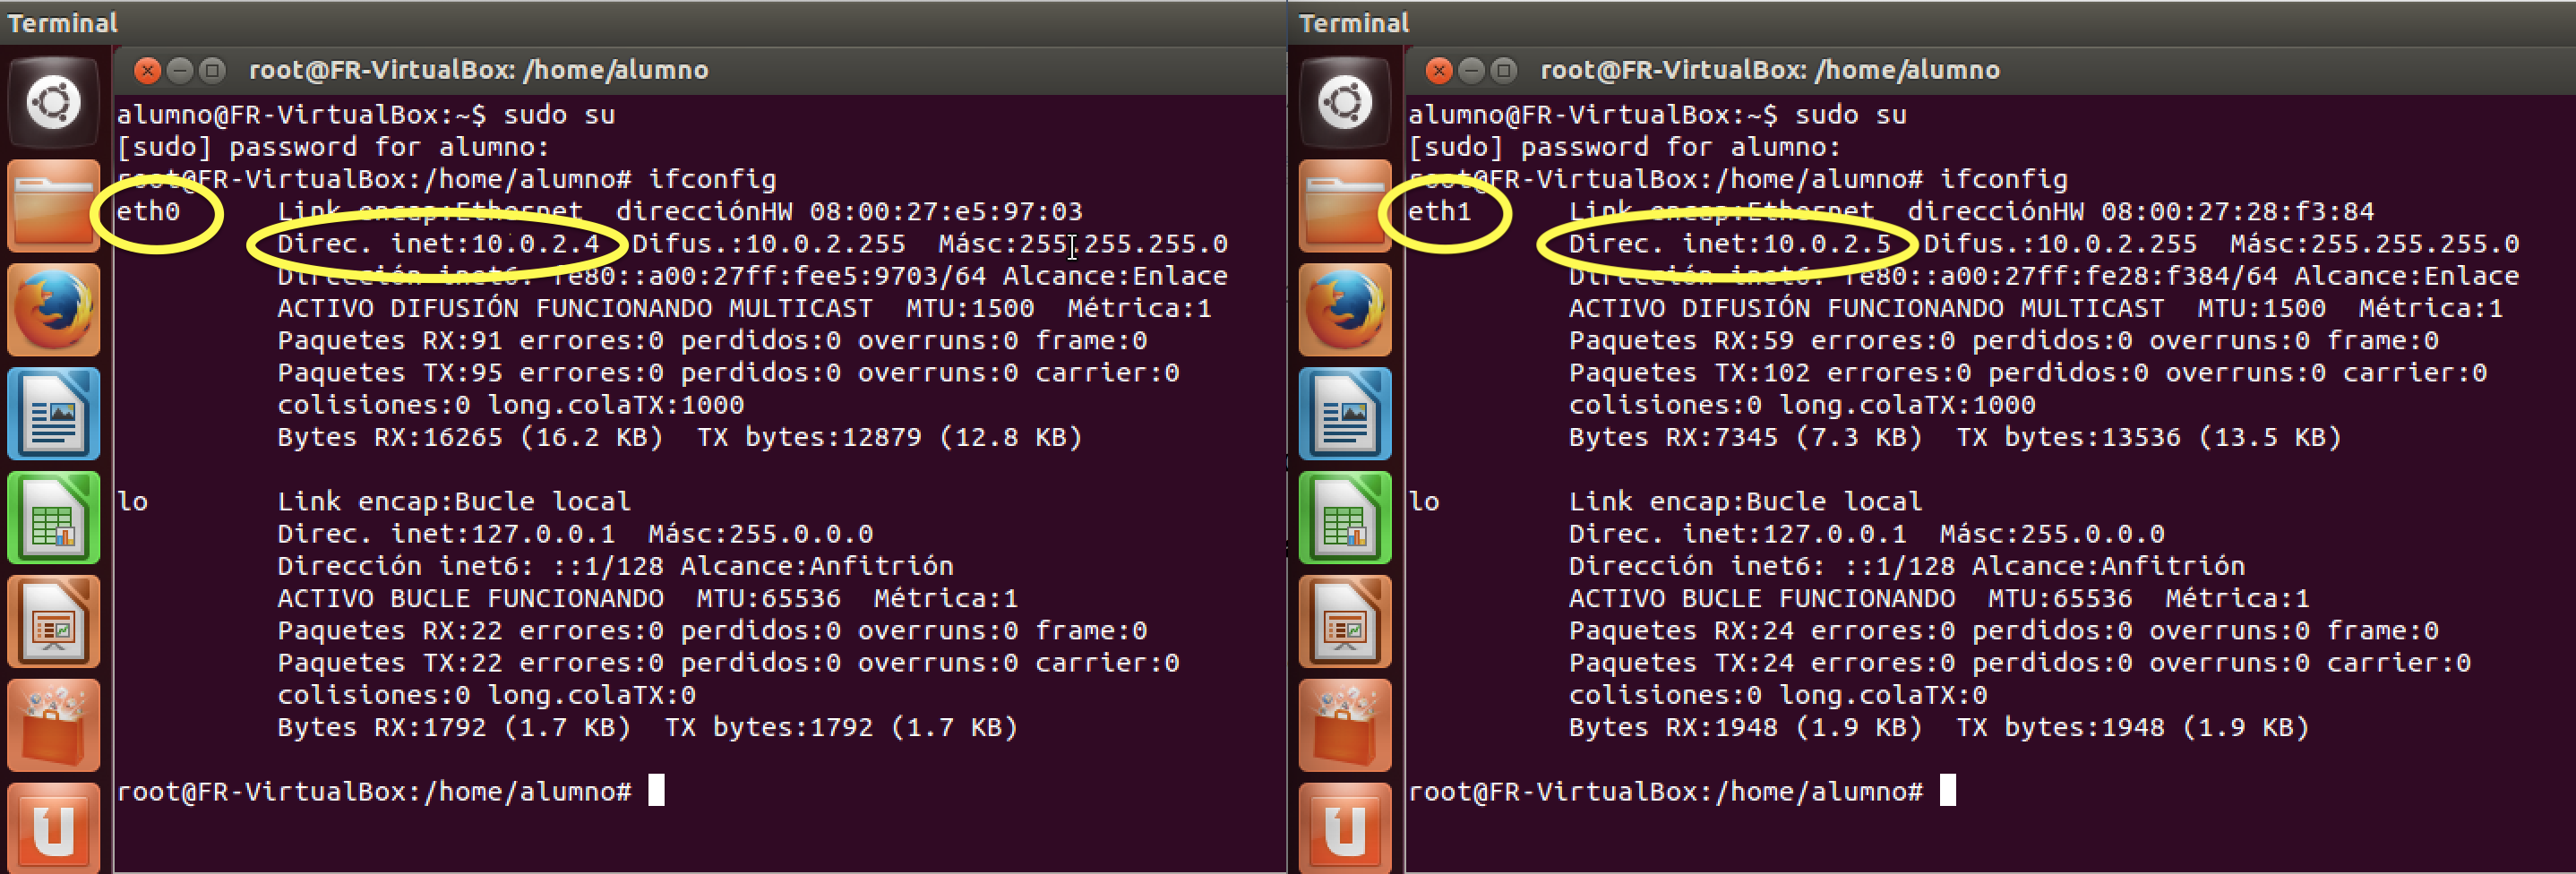 Terminal
root@FR-VirtualBox: /home/alumno
alumno@FR-VirtualBox:~$ sudo su
[sudo] password for alumno:
root@FR-VirtualBox:/home/alumno# ifconfig
eth0      Link encap:Ethernet  direcciónHW 08:00:27:e5:97:03
          Direc. inet:10.0.2.4  Difus.:10.0.2.255  Másc:255.255.255.0
          Dirección inet6: fe80::a00:27ff:fee5:9703/64 Alcance:Enlace
          ACTIVO DIFUSIÓN FUNCIONANDO MULTICAST  MTU:1500  Métrica:1
          Paquetes RX:91 errores:0 perdidos:0 overruns:0 frame:0
          Paquetes TX:95 errores:0 perdidos:0 overruns:0 carrier:0
          colisiones:0 long.colaTX:1000
          Bytes RX:16265 (16.2 KB)  TX bytes:12879 (12.8 KB)
lo        Link encap:Bucle local
          Direc. inet:127.0.0.1  Másc:255.0.0.0
          Dirección inet6: ::1/128 Alcance:Anfitrión
          ACTIVO BUCLE FUNCIONANDO  MTU:65536  Métrica:1
          Paquetes RX:22 errores:0 perdidos:0 overruns:0 frame:0
          Paquetes TX:22 errores:0 perdidos:0 overruns:0 carrier:0
          colisiones:0 long.colaTX:0
          Bytes RX:1792 (1.7 KB)  TX bytes:1792 (1.7 KB)
root@FR-VirtualBox:/home/alumno#
Terminal
root@FR-VirtualBox: /home/alumno
alumno@FR-VirtualBox:~$ sudo su
[sudo] password for alumno:
root@FR-VirtualBox:/home/alumno# ifconfig
eth1      Link encap:Ethernet  direcciónHW 08:00:27:28:f3:84
          Direc. inet:10.0.2.5  Difus.:10.0.2.255  Másc:255.255.255.0
          Dirección inet6: fe80::a00:27ff:fe28:f384/64 Alcance:Enlace
          ACTIVO DIFUSIÓN FUNCIONANDO MULTICAST  MTU:1500  Métrica:1
          Paquetes RX:59 errores:0 perdidos:0 overruns:0 frame:0
          Paquetes TX:102 errores:0 perdidos:0 overruns:0 carrier:0
          colisiones:0 long.colaTX:1000
          Bytes RX:7345 (7.3 KB)  TX bytes:13536 (13.5 KB)
lo        Link encap:Bucle local
          Direc. inet:127.0.0.1  Másc:255.0.0.0
          Dirección inet6: ::1/128 Alcance:Anfitrión
          ACTIVO BUCLE FUNCIONANDO  MTU:65536  Métrica:1
          Paquetes RX:24 errores:0 perdidos:0 overruns:0 frame:0
          Paquetes TX:24 errores:0 perdidos:0 overruns:0 carrier:0
          colisiones:0 long.colaTX:0
          Bytes RX:1948 (1.9 KB)  TX bytes:1948 (1.9 KB)
root@FR-VirtualBox:/home/alumno#